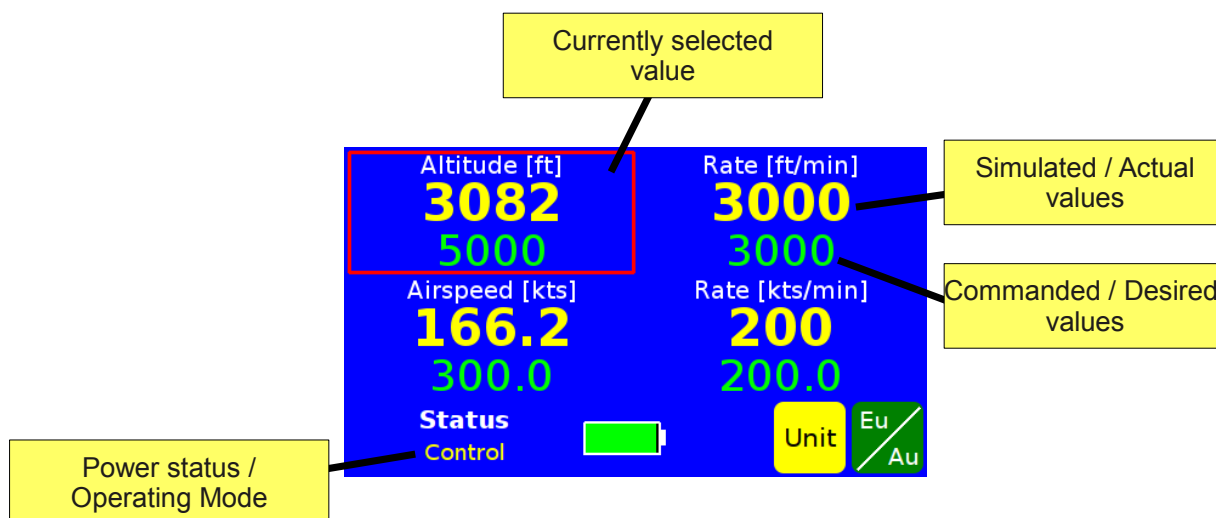 Currently selected
value
Altitude [ft]
3082
5000
Rate [ft/min]
3000
3000
Simulated / Actual
values
Commanded / Desired
values
Airspeed [kts]
166.2
300.0
Rate [kts/min]
200
200.0
Status
Control
Unit
Eu
Au
Power status /
Operating Mode